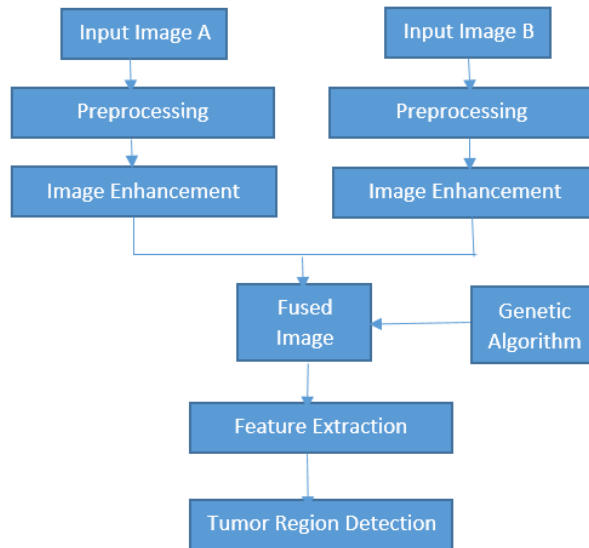 Input Image A
Input Image B
Preprocessing
Preprocessing
Image Enhancement
Image Enhancement
Fused
Image
Genetic
Algorithm
Feature Extraction
Tumor Region Detection